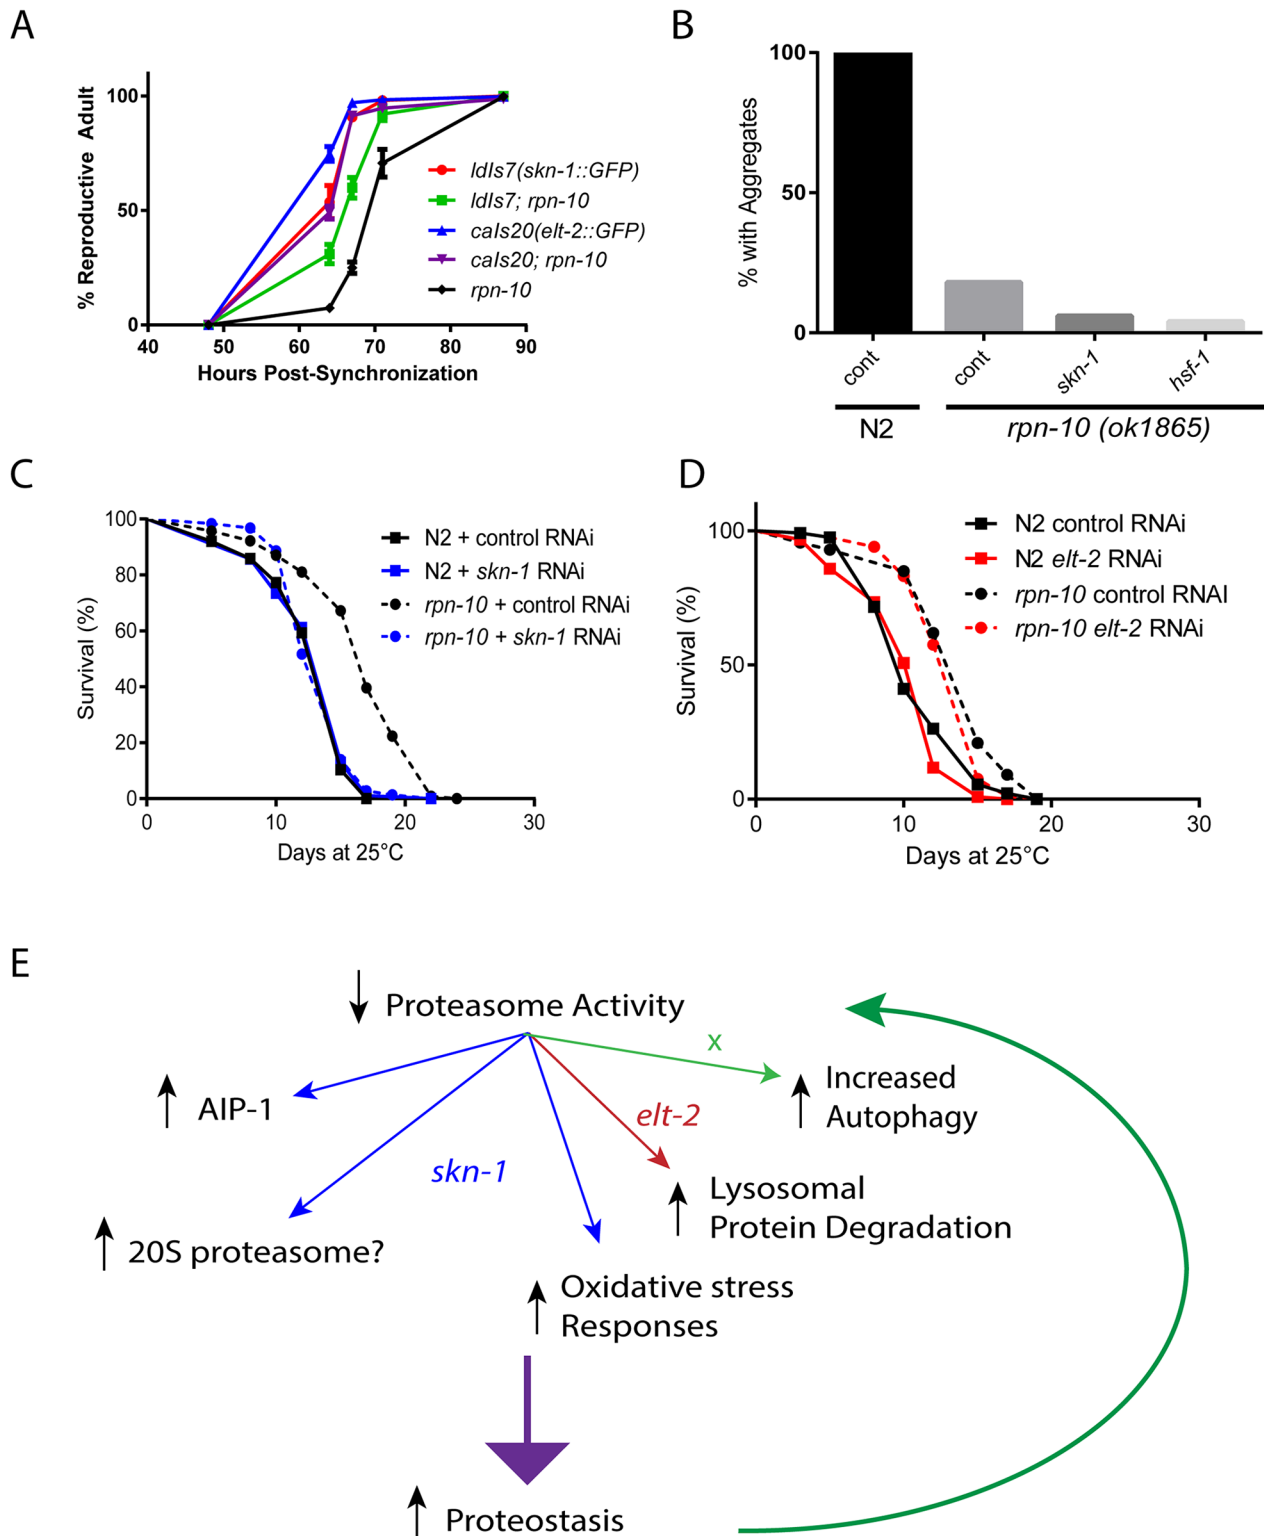 A
% Reproductive Adult
100
50
0
40 50 60 70 80 90
Hours Post-Synchronization
ldIs7(skn-1::GFP)
ldIs7; rpn-10
caIs20(elt-2::GFP)
caIs20; rpn-10
rpn-10
B
% with Aggregates
100
50
0
cont cont skn-1 hsf-1
N2 rpn-10 (ok1865)
C
Survival (%)
100
80
60
40
20
0
0 10 20 30
Days at 25°C
N2 + control RNAi
N2 + skn-1 RNAi
rpn-10 + control RNAi
rpn-10 + skn-1 RNAi
D
Survival (%)
100
50
0
0 10 20 30
Days at 25°C
N2 control RNAi
N2 elt-2 RNAi
rpn-10 control RNAI
rpn-10 elt-2 RNAi
E
Proteasome Activity
x
Increased
Autophagy
AIP-1
elt-2
skn-1
Lysosomal
Protein Degradation
20S proteasome?
Oxidative stress
Responses
Proteostasis